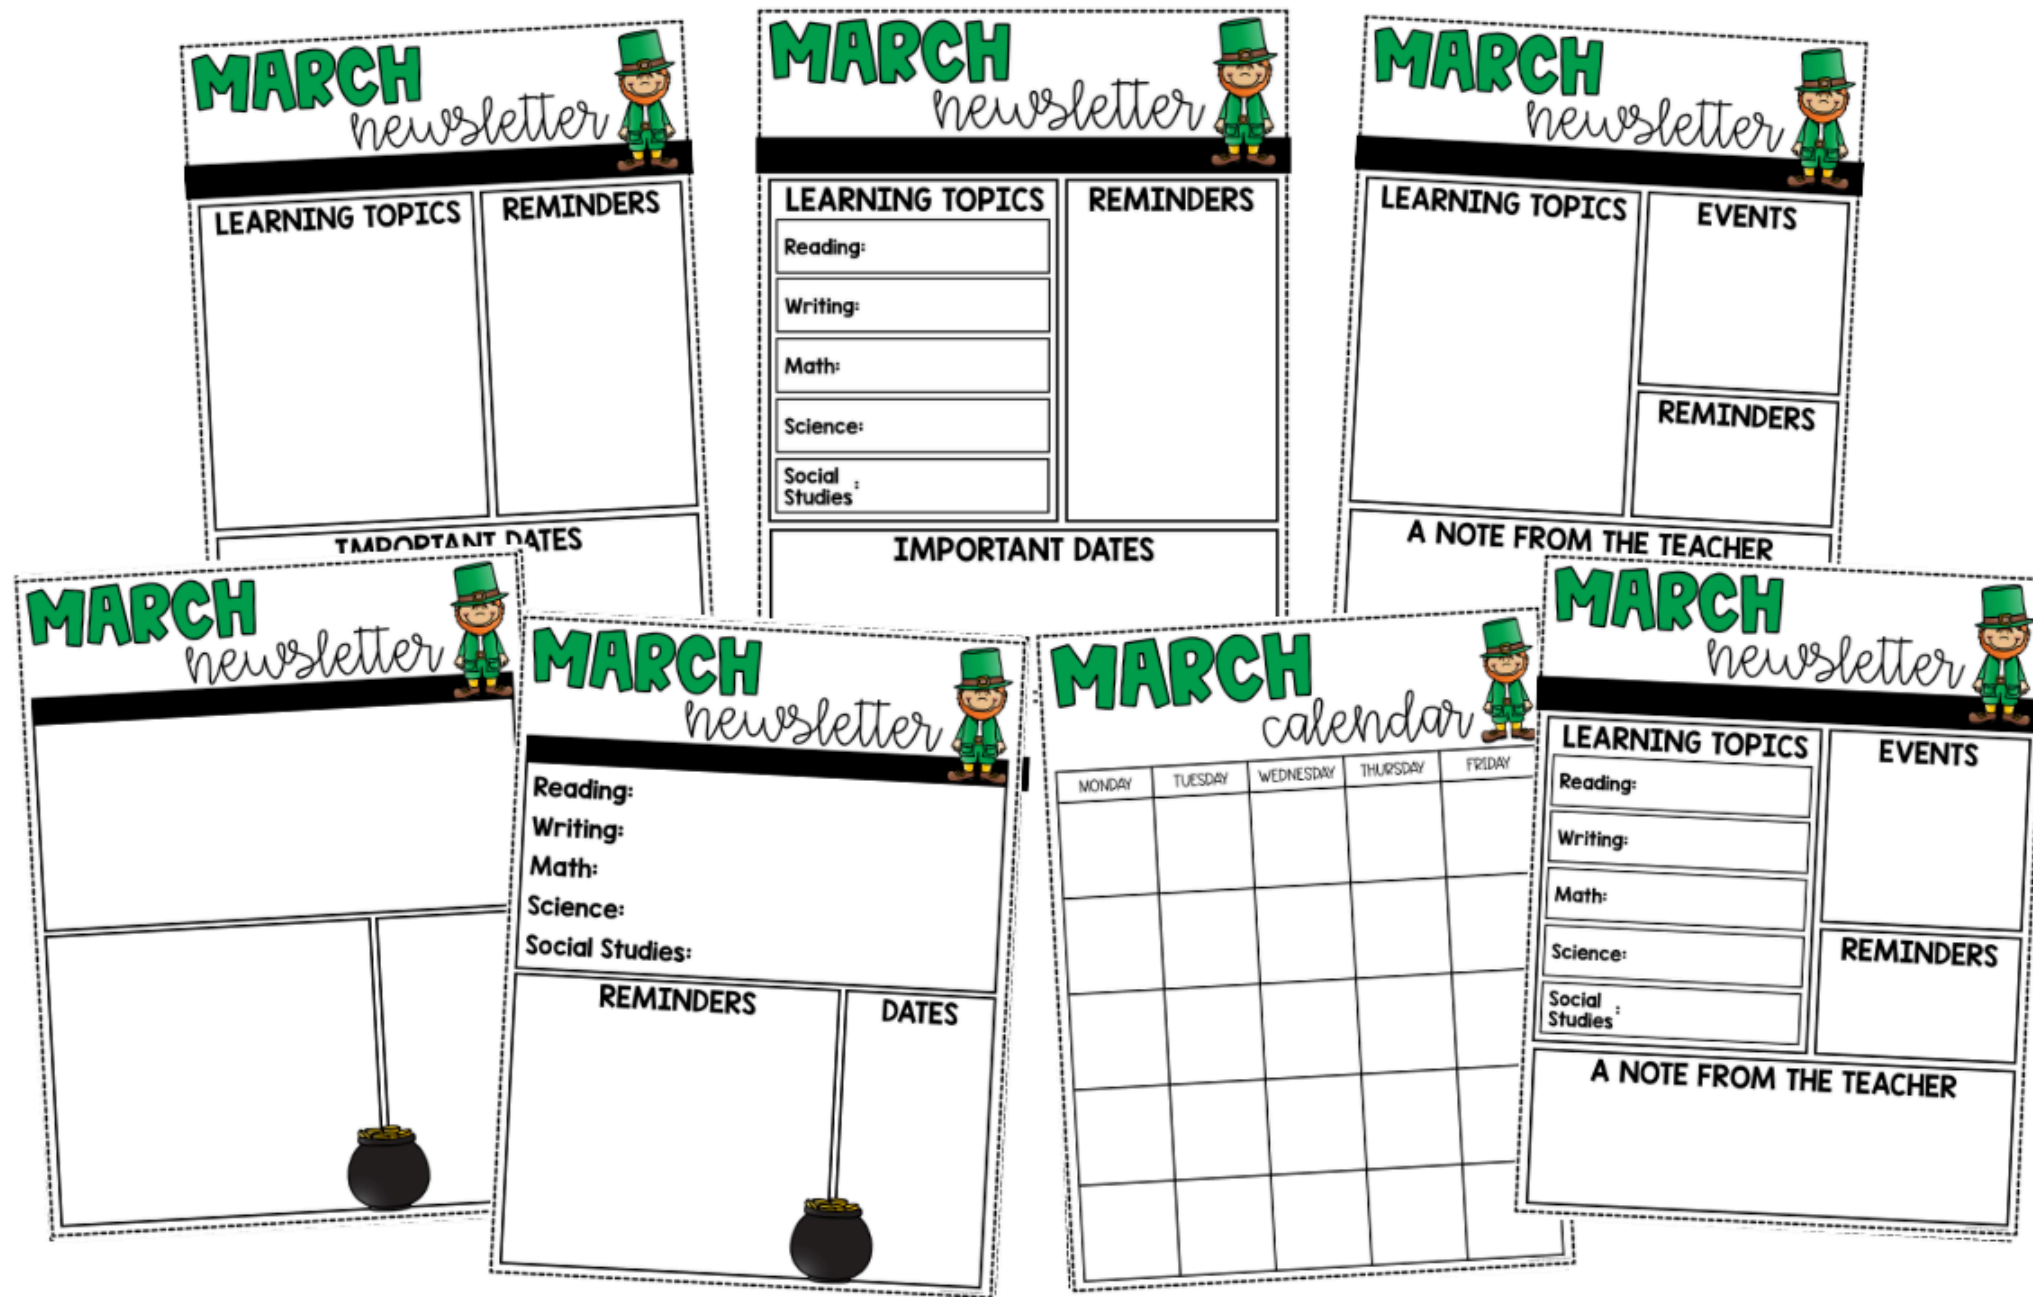 MARCH
newsletter
LEARNING TOPICS
REMINDERS
IMPORTANT DATES
MARCH
newsletter
LEARNING TOPICS
Reading:
Writing:
Math:
Science:
Social
Studies :
REMINDERS
IMPORTANT DATES
MARCH
newsletter
LEARNING TOPICS
EVENTS
REMINDERS
A NOTE FROM THE TEACHER
MARCH
newsletter
MARCH
newsletter
Reading:
Writing:
Math:
Science:
Social Studies:
REMINDERS
DATES
MARCH
calendar
MONDAY TUESDAY WEDNESDAY THURSDAY FRIDAY
MARCH
newsletter
LEARNING TOPICS
Reading:
Writing:
Math:
Science:
Social
Studies :
EVENTS
REMINDERS
A NOTE FROM THE TEACHER